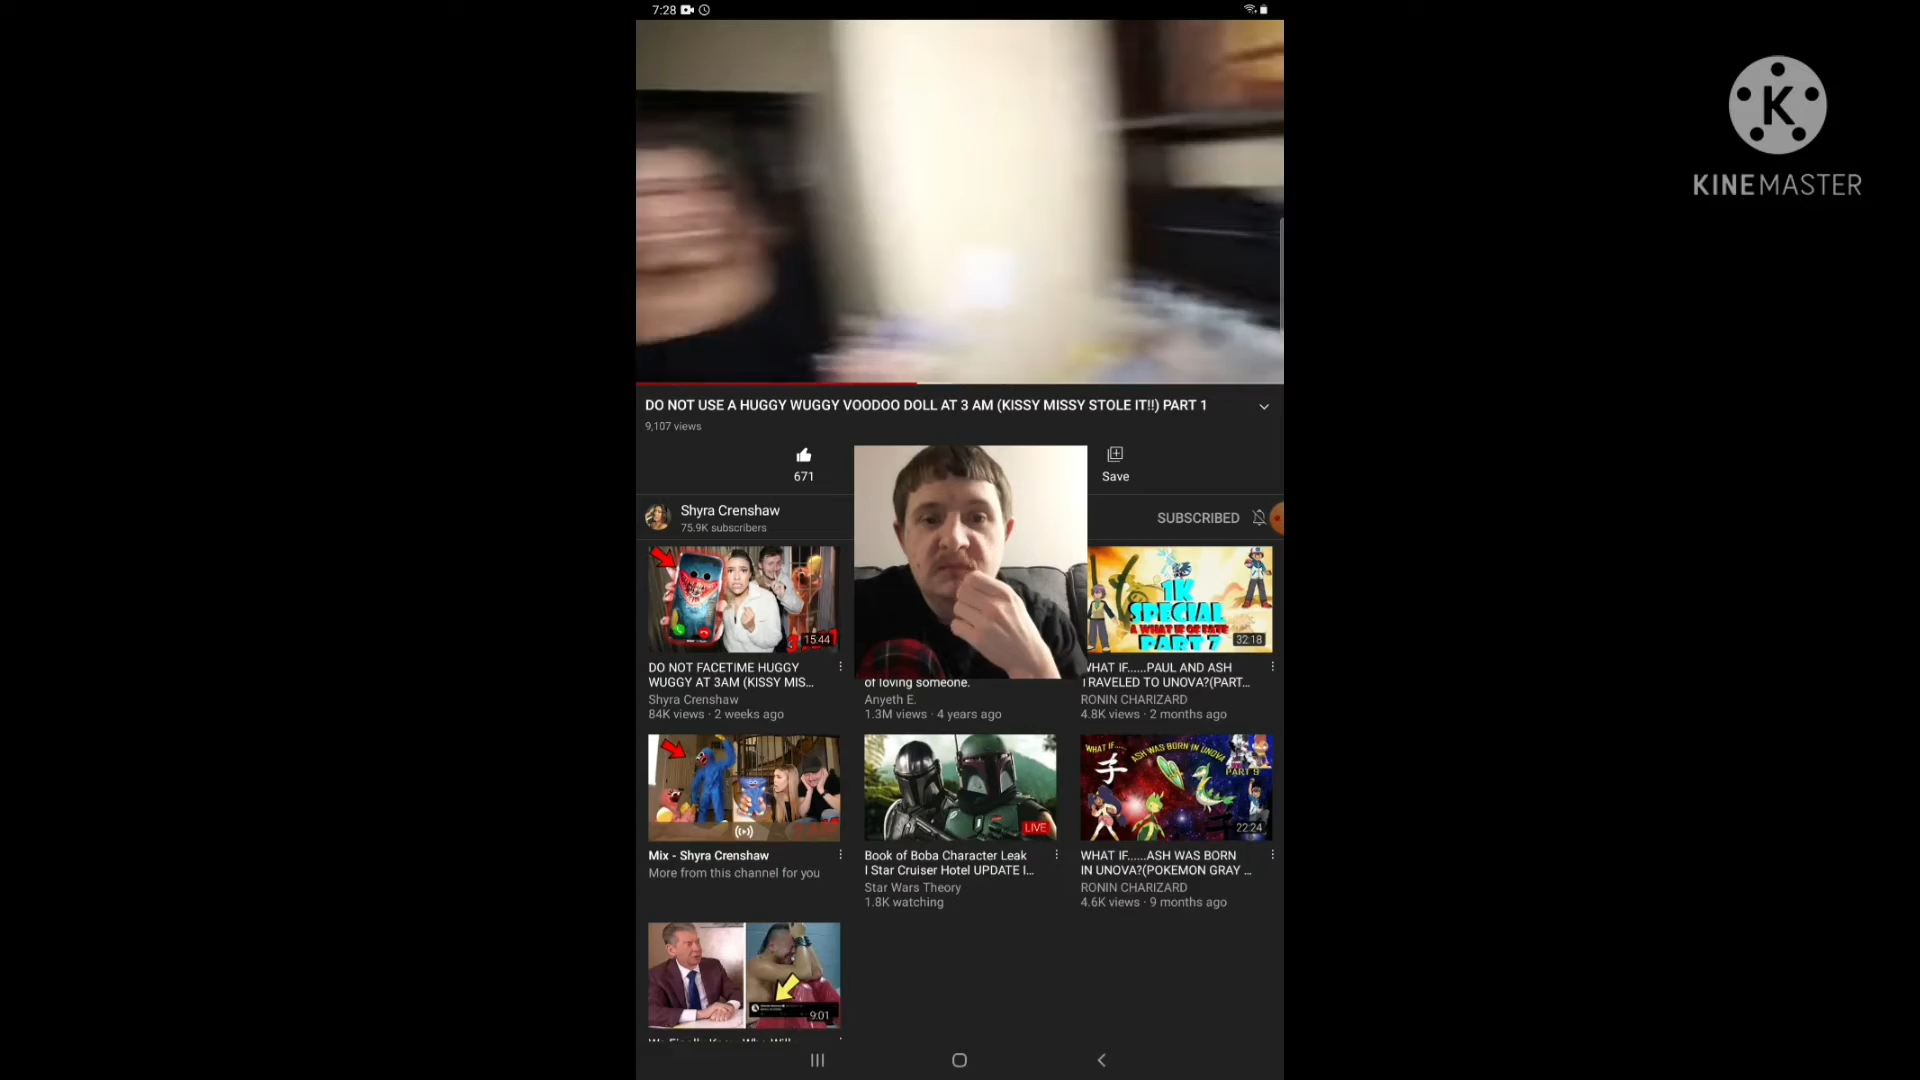 7:28
KINEMASTER
DO NOT USE A HUGGY WUGGY VOODOO DOLL AT 3 AM (KISSY MISSY STOLE IT!!) PART 1
9,107 views
671
Save
Shyra Crenshaw
75.9K subscribers
SUBSCRIBED
15:44
DO NOT FACETIME HUGGY
WUGGY AT 3AM (KISSY MIS...
Shyra Crenshaw
84K views · 2 weeks ago
of loving someone.
Anyeth E.
1.3M views · 4 years ago
1K
SPECIAL
A WHAT IF OF FATE
PART 7
32:18
WHAT IF......PAUL AND ASH
TRAVELED TO UNOVA?(PART...
RONIN CHARIZARD
4.8K views · 2 months ago
Mix - Shyra Crenshaw
More from this channel for you
LIVE
Book of Boba Character Leak
I Star Cruiser Hotel UPDATE I...
Star Wars Theory
1.8K watching
WHAT IF....
ASH WAS BORN IN UNOVA
PART 9
22:24
WHAT IF......ASH WAS BORN
IN UNOVA?(POKEMON GRAY ...
RONIN CHARIZARD
4.6K views · 9 months ago
9:01